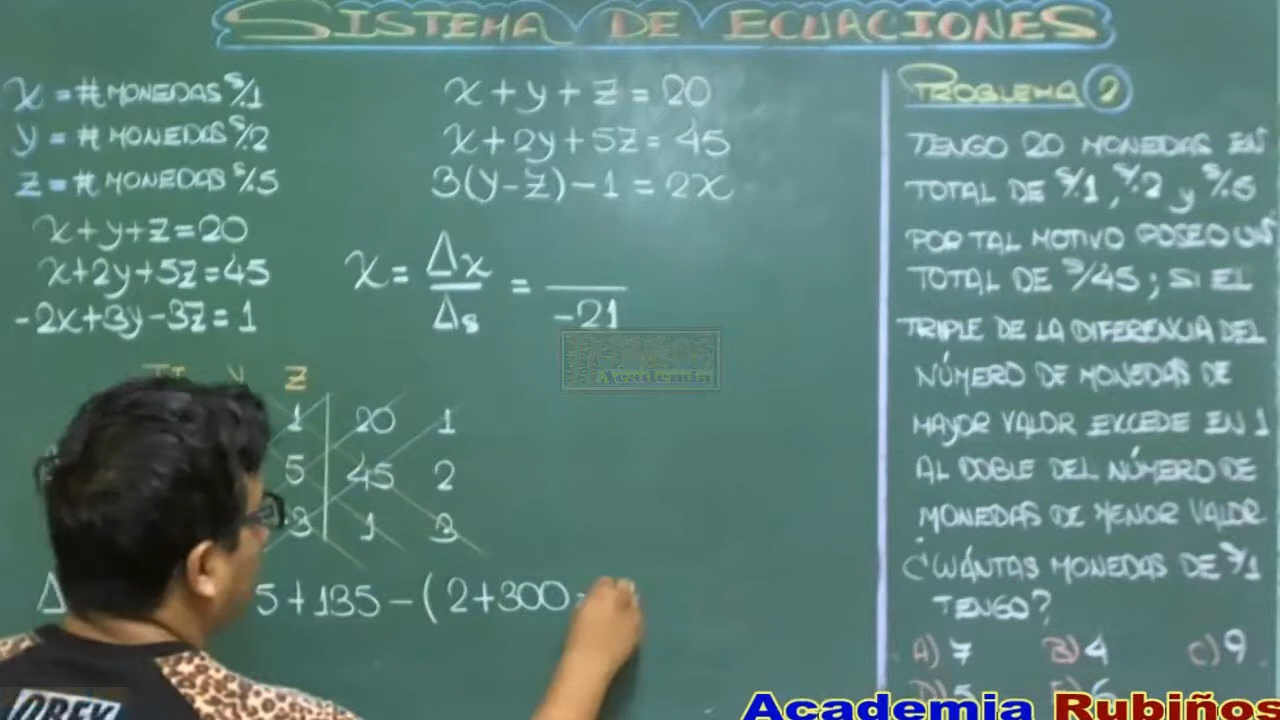 SISTEMA DE ECUACIONES
x = # MONEDAS S/.1
y = # MONEDAS S/.2
z = # MONEDAS S/.5
x+y+z=20
x+2y+5z=45
-2x+3y-3z=1
x+y+z=20
x+2y+5z=45
3(y-z)-1=2x
x = Δx/Δs = /-21
z
1 20 1
5 45 2
3 1 3
Δ 5+135-(2+300
PROBLEMA 2
TENGO 20 MONEDAS EN
TOTAL DE S/.1, S/.2 y S/.5
POR TAL MOTIVO POSEO UN
TOTAL DE S/45; SI EL
TRIPLE DE LA DIFERENCIA DEL
NÚMERO DE MONEDAS DE
MAYOR VALOR EXCEDE EN 1
AL DOBLE DEL NÚMERO DE
MONEDAS DE MENOR VALOR
¿CUÁNTAS MONEDAS DE S/1
TENGO?
A) 7 B) 4 C) 9
D) 5 E) 6
Academia
OBEY
Academia Rubiños